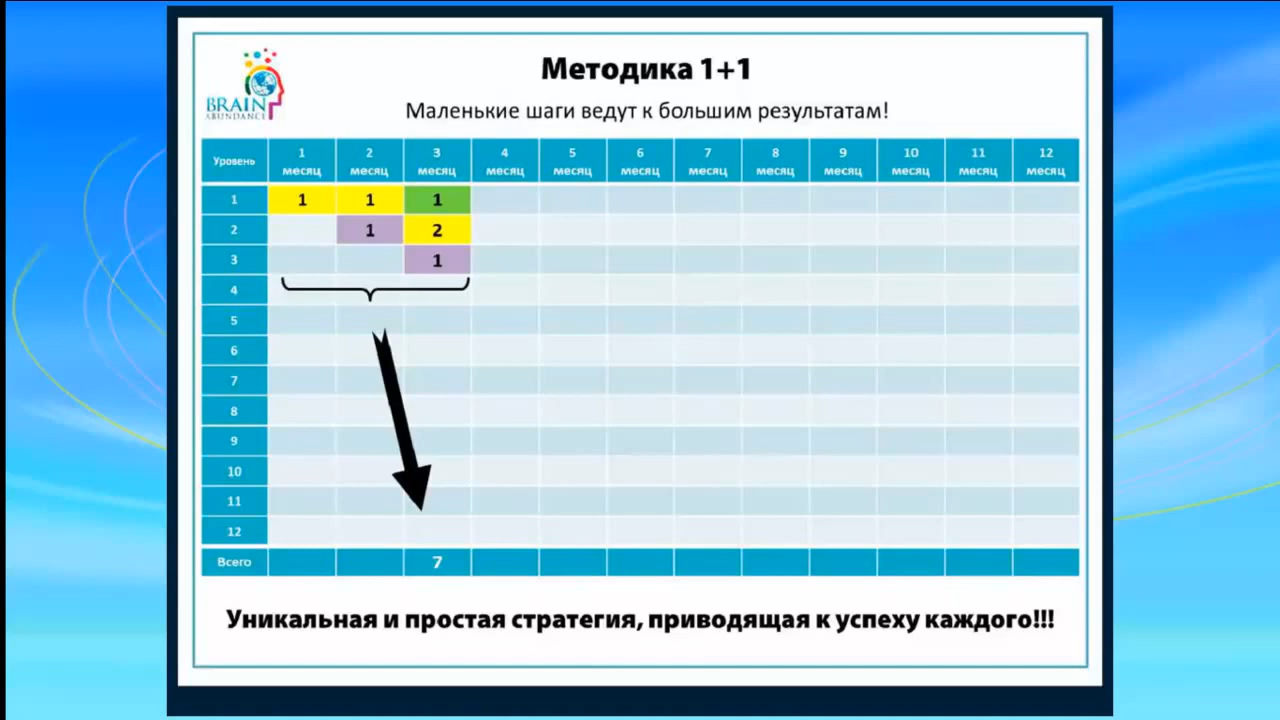 BRAIN
ABUNDANCE
Методика 1+1
Маленькие шаги ведут к большим результатам!
Уровень 1 месяц 2 месяц 3 месяц 4 месяц 5 месяц 6 месяц 7 месяц 8 месяц 9 месяц 10 месяц 11 месяц 12 месяц
1 1 1 1
2 1 2
3 1
4
5
6
7
8
9
10
11
12
Всего 7
Уникальная и простая стратегия, приводящая к успеху каждого!!!